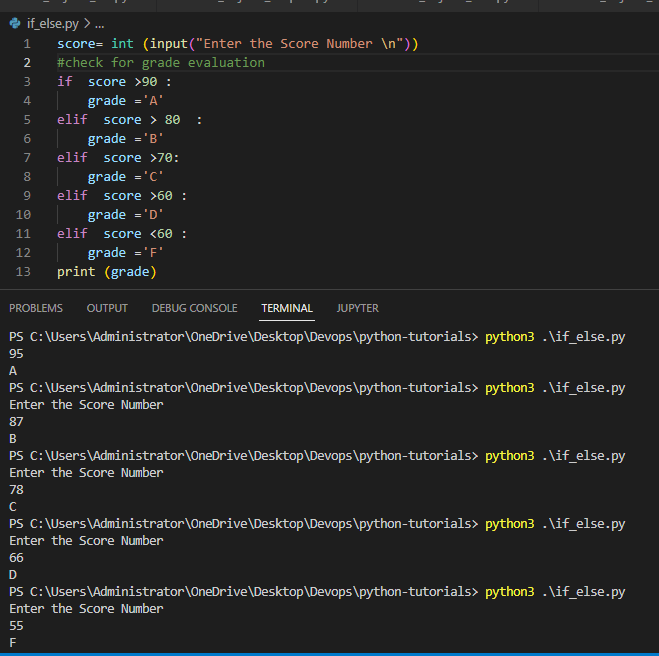 if_else.py > ...
1 score= int (input("Enter the Score Number \n"))
2 #check for grade evaluation
3 if  score >90 :
4     grade ='A'
5 elif  score > 80  :
6     grade ='B'
7 elif  score >70:
8     grade ='C'
9 elif  score >60 :
10     grade ='D'
11 elif  score <60 :
12     grade ='F'
13 print (grade)
PROBLEMS OUTPUT DEBUG CONSOLE TERMINAL JUPYTER
PS C:\Users\Administrator\OneDrive\Desktop\Devops\python-tutorials> python3 .\if_else.py
95
A
PS C:\Users\Administrator\OneDrive\Desktop\Devops\python-tutorials> python3 .\if_else.py
Enter the Score Number
87
B
PS C:\Users\Administrator\OneDrive\Desktop\Devops\python-tutorials> python3 .\if_else.py
Enter the Score Number
78
C
PS C:\Users\Administrator\OneDrive\Desktop\Devops\python-tutorials> python3 .\if_else.py
Enter the Score Number
66
D
PS C:\Users\Administrator\OneDrive\Desktop\Devops\python-tutorials> python3 .\if_else.py
Enter the Score Number
55
F